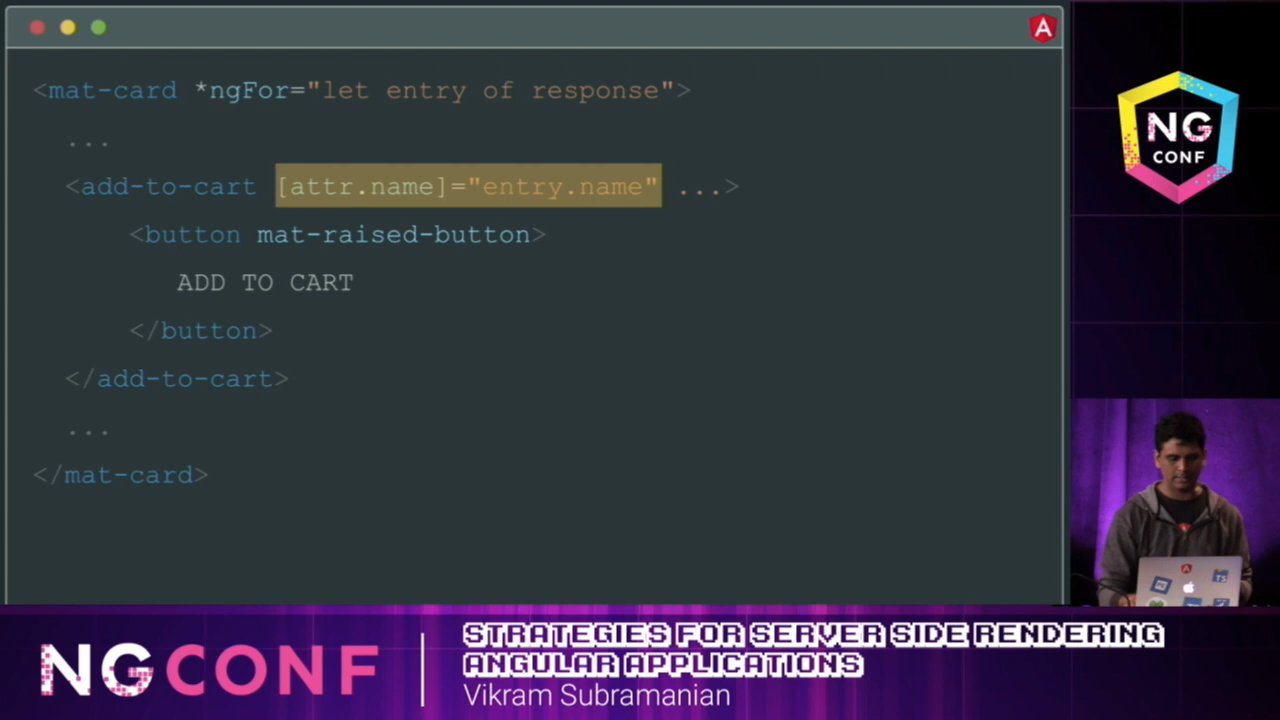 <mat-card *ngFor="let entry of response">
...
<add-to-cart [attr.name]="entry.name" ...>
<button mat-raised-button>
ADD TO CART
</button>
</add-to-cart>
...
</mat-card>
NG
CONF
TS
NGCONF
STRATEGIES FOR SERVER SIDE RENDERING
ANGULAR APPLICATIONS
Vikram Subramanian